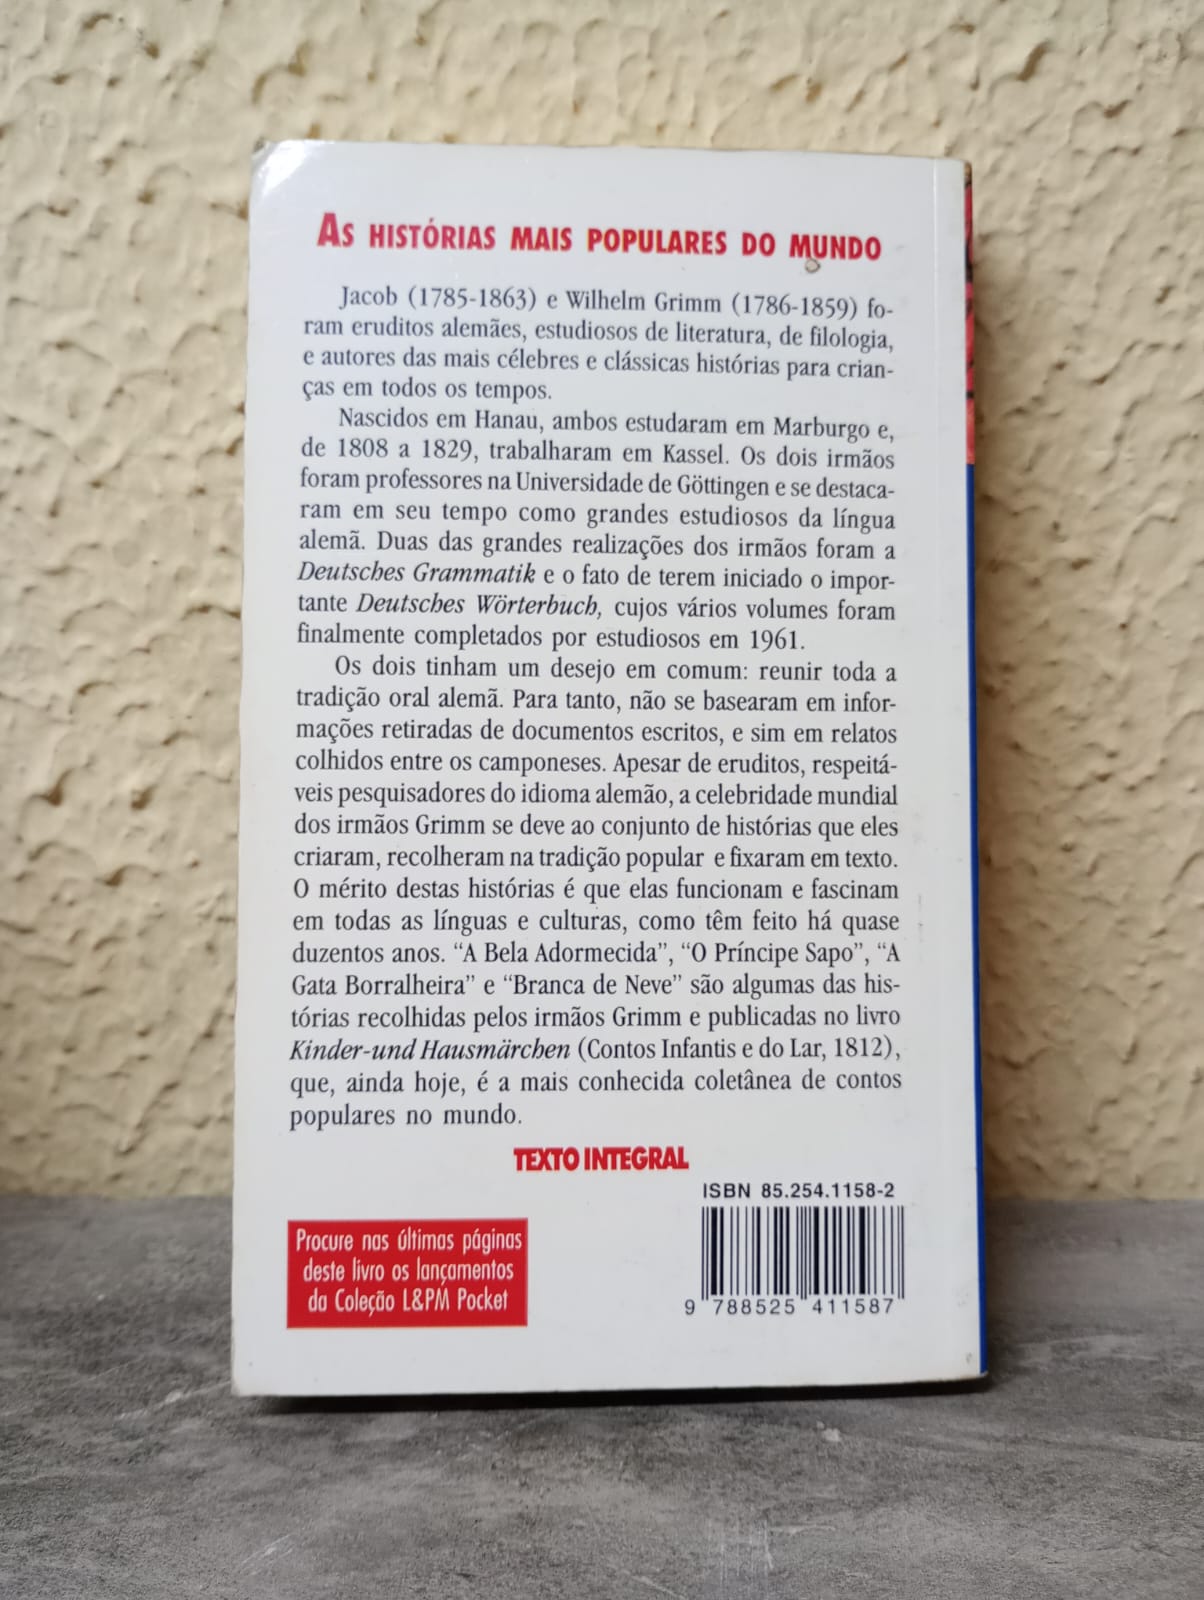 AS HISTÓRIAS MAIS POPULARES DO MUNDO
Jacob (1785-1863) e Wilhelm Grimm (1786-1859) fo-
ram eruditos alemães, estudiosos de literatura, de filologia,
e autores das mais célebres e clássicas histórias para crian-
ças em todos os tempos.
Nascidos em Hanau, ambos estudaram em Marburgo e,
de 1808 a 1829, trabalharam em Kassel. Os dois irmãos
foram professores na Universidade de Göttingen e se destaca-
ram em seu tempo como grandes estudiosos da língua
alemã. Duas das grandes realizações dos irmãos foram a
Deutsches Grammatik e o fato de terem iniciado o impor-
tante Deutsches Wörterbuch, cujos vários volumes foram
finalmente completados por estudiosos em 1961.
Os dois tinham um desejo em comum: reunir toda a
tradição oral alemã. Para tanto, não se basearam em infor-
mações retiradas de documentos escritos, e sim em relatos
colhidos entre os camponeses. Apesar de eruditos, respeitá-
veis pesquisadores do idioma alemão, a celebridade mundial
dos irmãos Grimm se deve ao conjunto de histórias que eles
criaram, recolheram na tradição popular e fixaram em texto.
O mérito destas histórias é que elas funcionam e fascinam
em todas as línguas e culturas, como têm feito há quase
duzentos anos. “A Bela Adormecida”, “O Príncipe Sapo”, “A
Gata Borralheira” e “Branca de Neve” são algumas das his-
tórias recolhidas pelos irmãos Grimm e publicadas no livro
Kinder-und Hausmärchen (Contos Infantis e do Lar, 1812),
que, ainda hoje, é a mais conhecida coletânea de contos
populares no mundo.
TEXTO INTEGRAL
ISBN 85.254.1158-2
Procure nas últimas páginas
deste livro os lançamentos
da Coleção L&PM Pocket
9 788525 411587